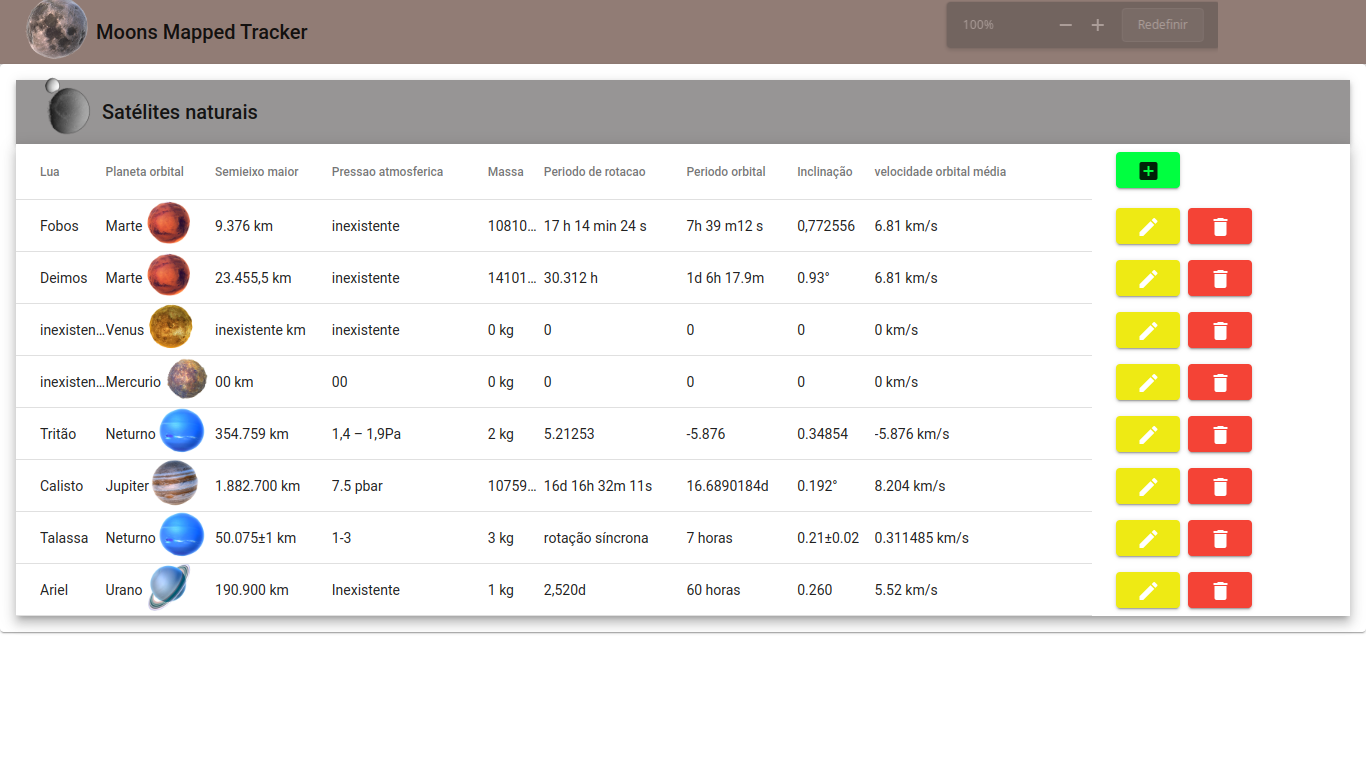 Moons Mapped Tracker
100% − + Redefinir
Satélites naturais
Lua Planeta orbital Semieixo maior Pressao atmosferica Massa Periodo de rotacao Periodo orbital Inclinação velocidade orbital média
Fobos Marte 9.376 km inexistente 10810... 17 h 14 min 24 s 7h 39 m12 s 0,772556 6.81 km/s
Deimos Marte 23.455,5 km inexistente 14101... 30.312 h 1d 6h 17.9m 0.93° 6.81 km/s
inexisten... Venus inexistente km inexistente 0 kg 0 0 0 0 km/s
inexisten... Mercurio 00 km 00 0 kg 0 0 0 0 km/s
Tritão Neturno 354.759 km 1,4 – 1,9Pa 2 kg 5.21253 -5.876 0.34854 -5.876 km/s
Calisto Jupiter 1.882.700 km 7.5 pbar 10759... 16d 16h 32m 11s 16.6890184d 0.192° 8.204 km/s
Talassa Neturno 50.075±1 km 1-3 3 kg rotação síncrona 7 horas 0.21±0.02 0.311485 km/s
Ariel Urano 190.900 km Inexistente 1 kg 2,520d 60 horas 0.260 5.52 km/s